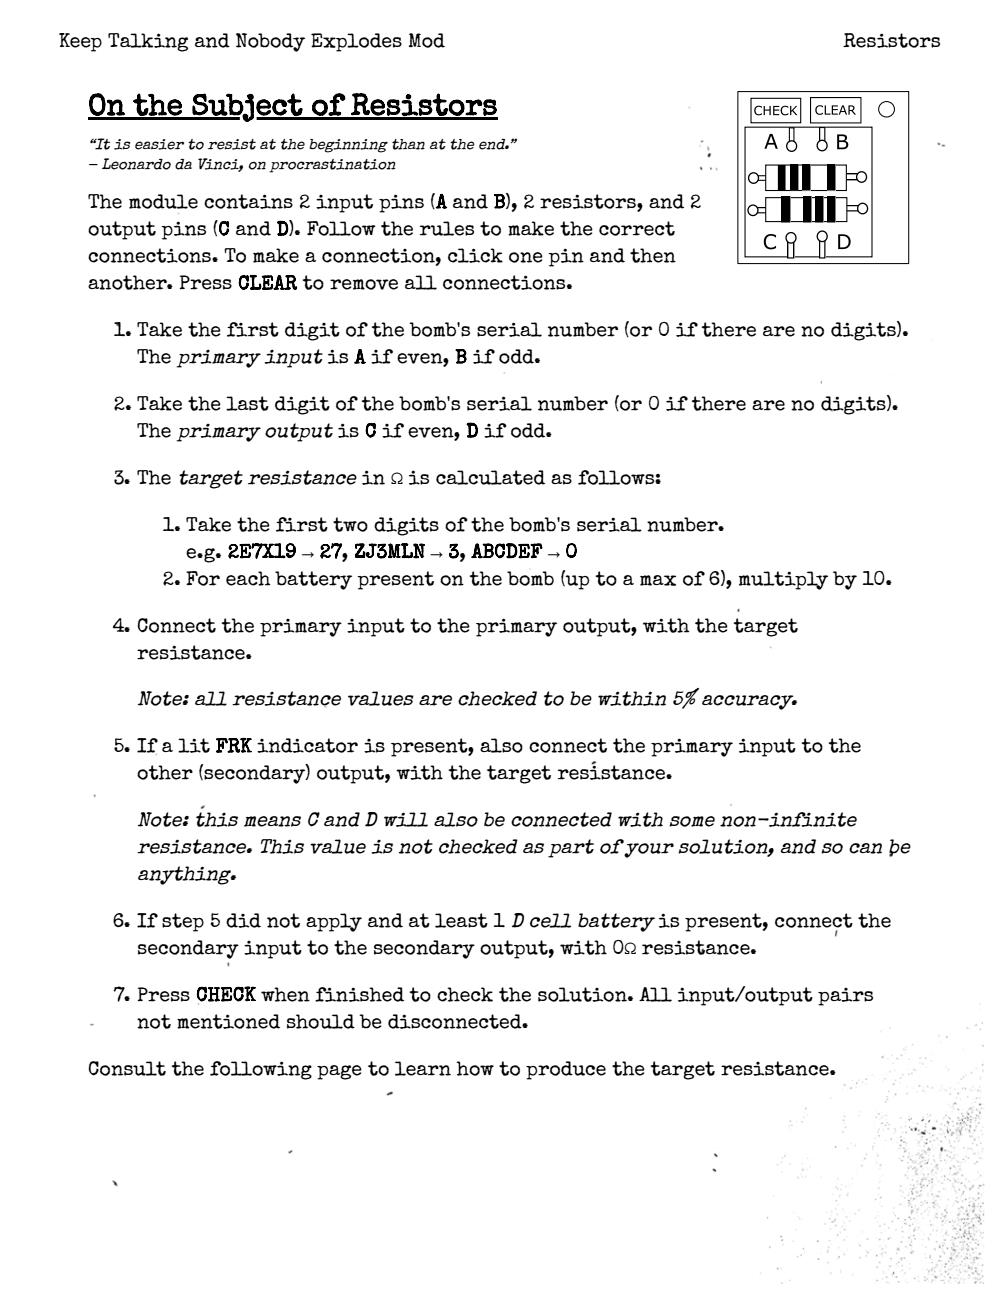 Keep Talking and Nobody Explodes Mod
Resistors
On the Subject of Resistors
“It is easier to resist at the beginning than at the end.”
– Leonardo da Vinci, on procrastination
The module contains 2 input pins (A and B), 2 resistors, and 2
output pins (C and D). Follow the rules to make the correct
connections. To make a connection, click one pin and then
another. Press CLEAR to remove all connections.
CHECK CLEAR
A B
C D
1. Take the first digit of the bomb's serial number (or 0 if there are no digits).
The primary input is A if even, B if odd.
2. Take the last digit of the bomb's serial number (or 0 if there are no digits).
The primary output is C if even, D if odd.
3. The target resistance in Ω is calculated as follows:
1. Take the first two digits of the bomb's serial number.
e.g. 2E7X19 → 27, ZJ3MLN → 3, ABCDEF → 0
2. For each battery present on the bomb (up to a max of 6), multiply by 10.
4. Connect the primary input to the primary output, with the target
resistance.
Note: all resistance values are checked to be within 5% accuracy.
5. If a lit FRK indicator is present, also connect the primary input to the
other (secondary) output, with the target resistance.
Note: this means C and D will also be connected with some non-infinite
resistance. This value is not checked as part of your solution, and so can be
anything.
6. If step 5 did not apply and at least 1 D cell battery is present, connect the
secondary input to the secondary output, with 0Ω resistance.
7. Press CHECK when finished to check the solution. All input/output pairs
not mentioned should be disconnected.
Consult the following page to learn how to produce the target resistance.